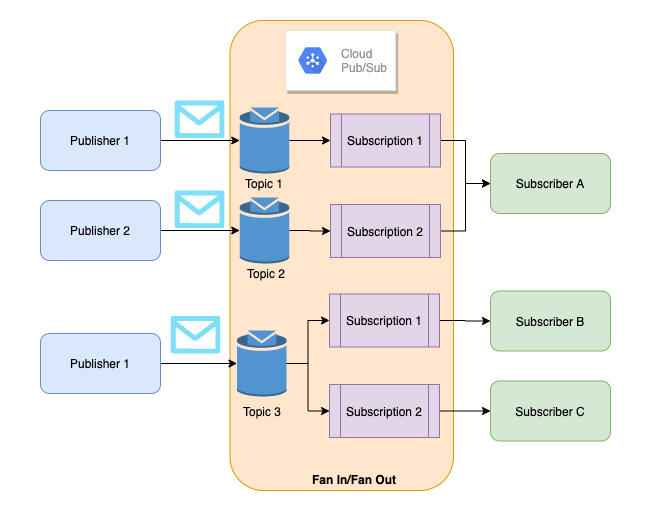 Cloud
Pub/Sub
Publisher 1
Topic 1
Subscription 1
Subscriber A
Publisher 2
Topic 2
Subscription 2
Publisher 1
Topic 3
Subscription 1
Subscriber B
Subscription 2
Subscriber C
Fan In/Fan Out